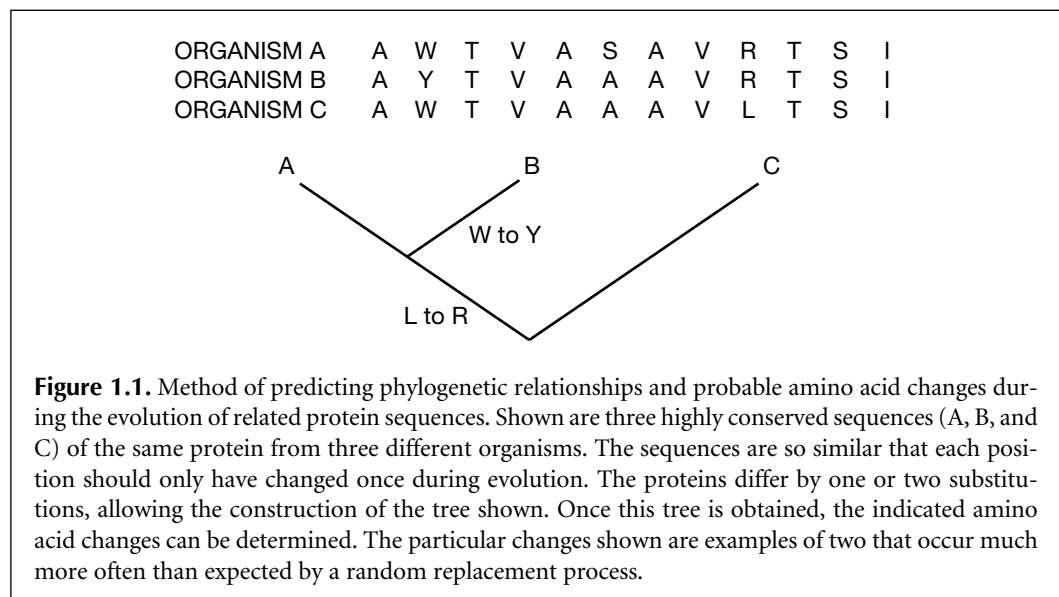 ORGANISM A A W T V A S A V R T S I
ORGANISM B A Y T V A A A V R T S I
ORGANISM C A W T V A A A V L T S I
A B C
W to Y
L to R
Figure 1.1. Method of predicting phylogenetic relationships and probable amino acid changes dur-
ing the evolution of related protein sequences. Shown are three highly conserved sequences (A, B, and
C) of the same protein from three different organisms. The sequences are so similar that each posi-
tion should only have changed once during evolution. The proteins differ by one or two substitu-
tions, allowing the construction of the tree shown. Once this tree is obtained, the indicated amino
acid changes can be determined. The particular changes shown are examples of two that occur much
more often than expected by a random replacement process.